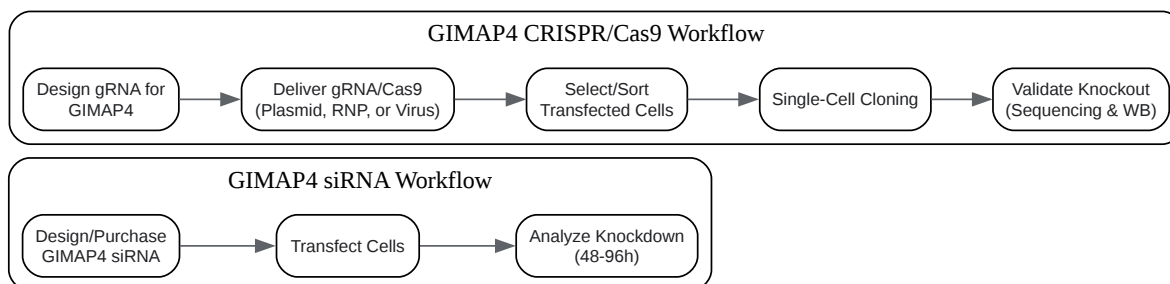 GIMAP4 CRISPR/Cas9 Workflow
Design gRNA for
GIMAP4
Deliver gRNA/Cas9
(Plasmid, RNP, or Virus)
Select/Sort
Transfected Cells
Single-Cell Cloning
Validate Knockout
(Sequencing & WB)
GIMAP4 siRNA Workflow
Design/Purchase
GIMAP4 siRNA
Transfect Cells
Analyze Knockdown
(48-96h)